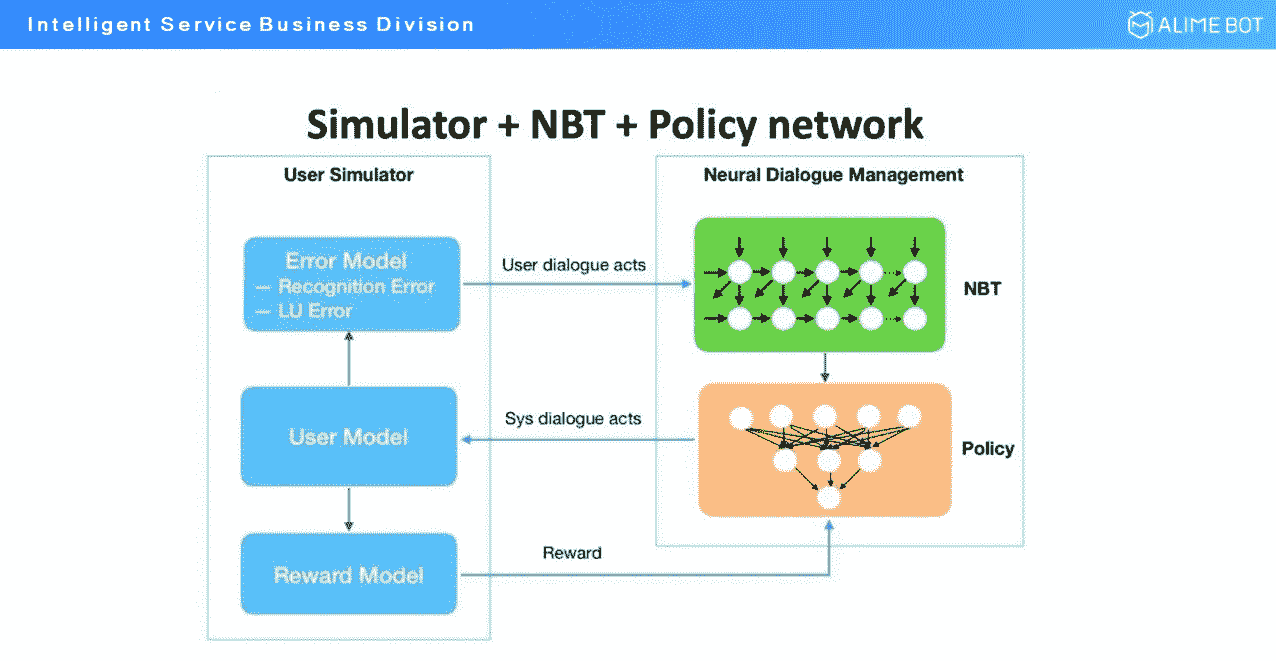 Intelligent Service Business Division
ALIME BOT
Simulator + NBT + Policy network
User Simulator
Error Model
— Recognition Error
— LU Error
User Model
Reward Model
User dialogue acts
Sys dialogue acts
Reward
Neural Dialogue Management
NBT
Policy